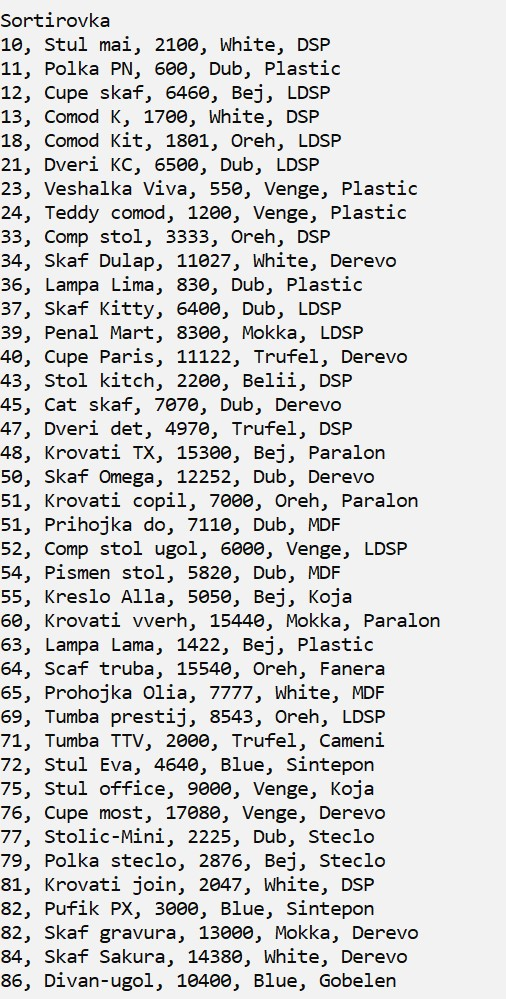 Sortirovka
10, Stul mai, 2100, White, DSP
11, Polka PN, 600, Dub, Plastic
12, Cupe skaf, 6460, Bej, LDSP
13, Comod K, 1700, White, DSP
18, Comod Kit, 1801, Oreh, LDSP
21, Dveri KC, 6500, Dub, LDSP
23, Veshalka Viva, 550, Venge, Plastic
24, Teddy comod, 1200, Venge, Plastic
33, Comp stol, 3333, Oreh, DSP
34, Skaf Dulap, 11027, White, Derevo
36, Lampa Lima, 830, Dub, Plastic
37, Skaf Kitty, 6400, Dub, LDSP
39, Penal Mart, 8300, Mokka, LDSP
40, Cupe Paris, 11122, Trufel, Derevo
43, Stol kitch, 2200, Belii, DSP
45, Cat skaf, 7070, Dub, Derevo
47, Dveri det, 4970, Trufel, DSP
48, Krovati TX, 15300, Bej, Paralon
50, Skaf Omega, 12252, Dub, Derevo
51, Krovati copil, 7000, Oreh, Paralon
51, Prihojka do, 7110, Dub, MDF
52, Comp stol ugol, 6000, Venge, LDSP
54, Pismen stol, 5820, Dub, MDF
55, Kreslo Alla, 5050, Bej, Koja
60, Krovati vverh, 15440, Mokka, Paralon
63, Lampa Lama, 1422, Bej, Plastic
64, Scaf truba, 15540, Oreh, Fanera
65, Prohojka Olia, 7777, White, MDF
69, Tumba prestij, 8543, Oreh, LDSP
71, Tumba TTV, 2000, Trufel, Cameni
72, Stul Eva, 4640, Blue, Sintepon
75, Stul office, 9000, Venge, Koja
76, Cupe most, 17080, Venge, Derevo
77, Stolic-Mini, 2225, Dub, Steclo
79, Polka steclo, 2876, Bej, Steclo
81, Krovati join, 2047, White, DSP
82, Pufik PX, 3000, Blue, Sintepon
82, Skaf gravura, 13000, Mokka, Derevo
84, Skaf Sakura, 14380, White, Derevo
86, Divan-ugol, 10400, Blue, Gobelen